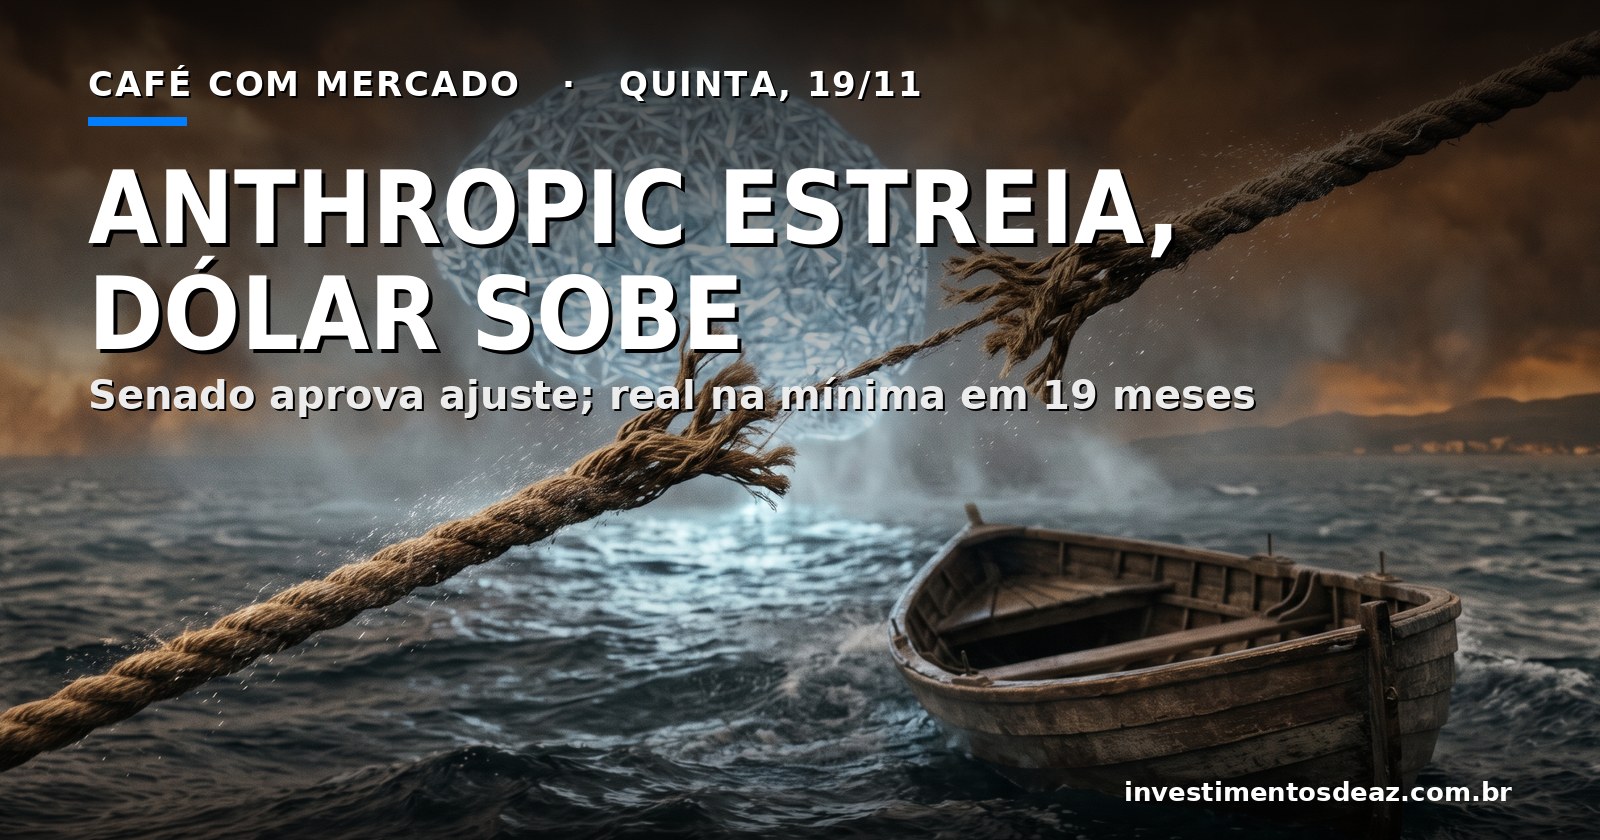 CAFÉ COM MERCADO · QUINTA, 19/11
ANTHROPIC ESTREIA,
DÓLAR SOBE
Senado aprova ajuste; real na mínima em 19 meses
investimentosdeaz.com.br